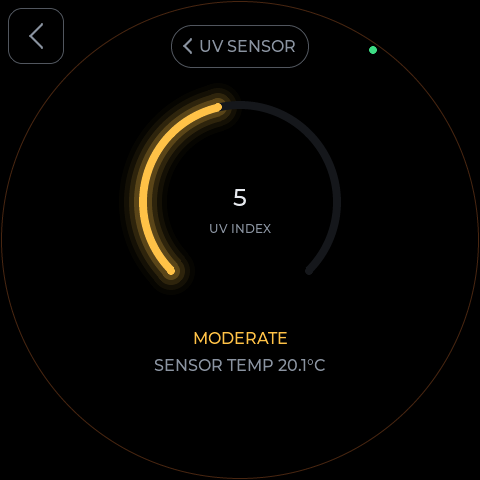 UV SENSOR
5
UV INDEX
MODERATE
SENSOR TEMP 20.1°C